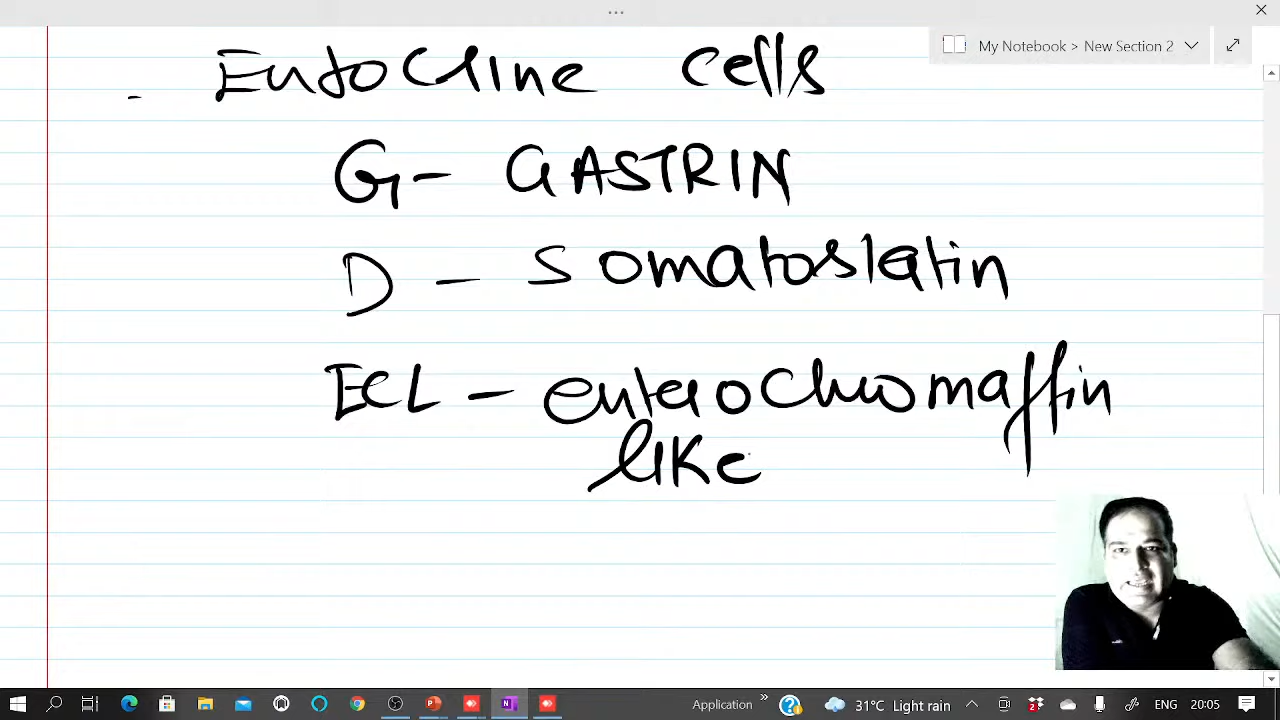 ...
My Notebook > New Section 2
Endocrine cells
G - GASTRIN
D - Somatostatin
ECL - enterochromaffin
like
Application
»
31°C Light rain
2
ENG
20:05